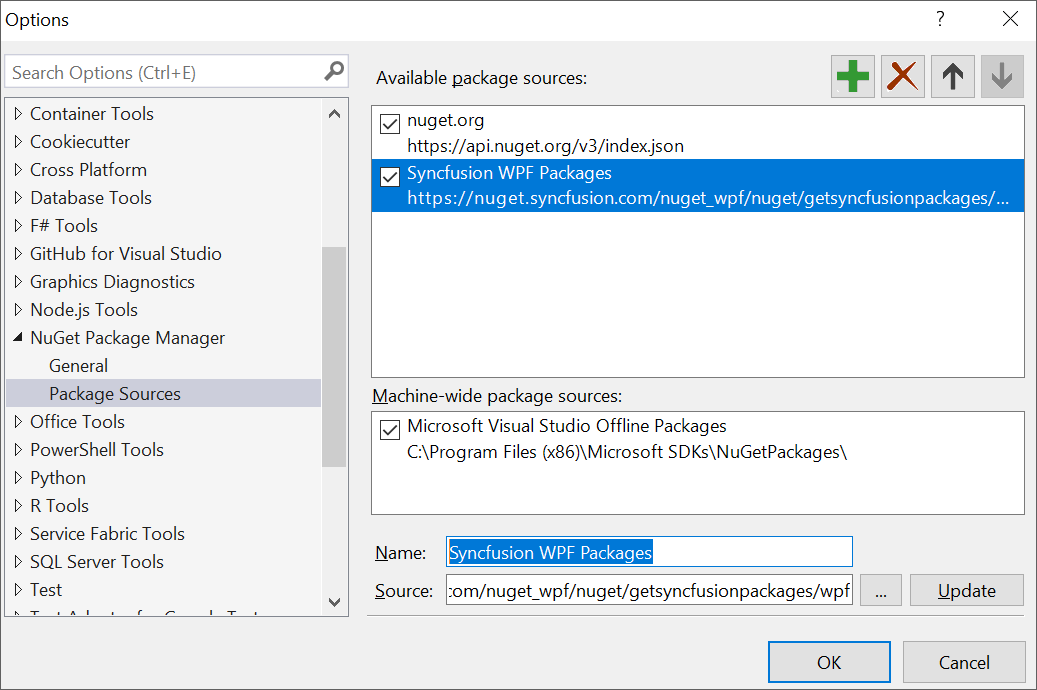 Options
?
Search Options (Ctrl+E)
Container Tools
Cookiecutter
Cross Platform
Database Tools
F# Tools
GitHub for Visual Studio
Graphics Diagnostics
Node.js Tools
NuGet Package Manager
General
Package Sources
Office Tools
PowerShell Tools
Python
R Tools
Service Fabric Tools
SQL Server Tools
Test
Available package sources:
nuget.org
https://api.nuget.org/v3/index.json
Syncfusion WPF Packages
https://nuget.syncfusion.com/nuget_wpf/nuget/getsyncfusionpackages/...
Machine-wide package sources:
Microsoft Visual Studio Offline Packages
C:\Program Files (x86)\Microsoft SDKs\NuGetPackages\
Name: Syncfusion WPF Packages
Source: :com/nuget_wpf/nuget/getsyncfusionpackages/wpf ... Update
OK Cancel